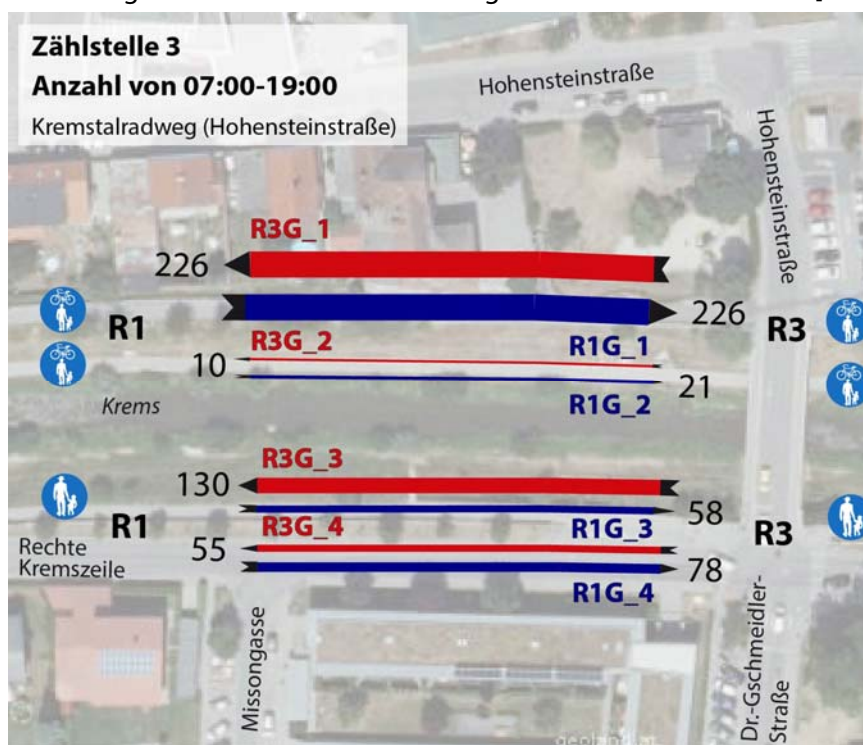 Zählstelle 3
Anzahl von 07:00-19:00
Kremstalradweg (Hohensteinstraße)
Hohensteinstraße
Hohensteinstraße
R3G_1
226
R1
226
R3
R3G_2
R1G_1
10
21
R1G_2
Krems
R3G_3
130
58
R3G_4
R1G_3
R1
R3
Rechte
Kremszeile
55
78
R1G_4
Missongasse
Dr.-Gschmeidler-
Straße
geoland.at